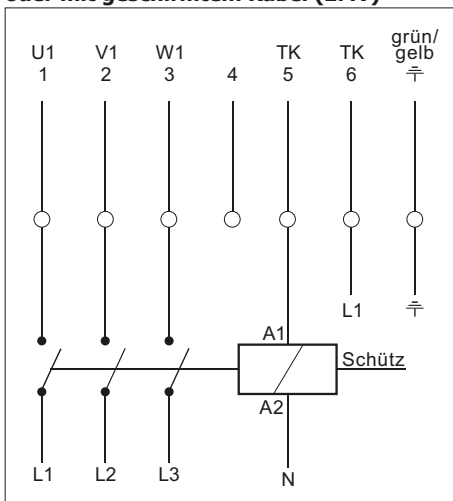 oder mit geschirmtem Kabel (EMV)
grün/
U1 V1 W1 TK TK gelb
1 2 3 4 5 6
L1
A1
Schütz
A2
L1 L2 L3 N